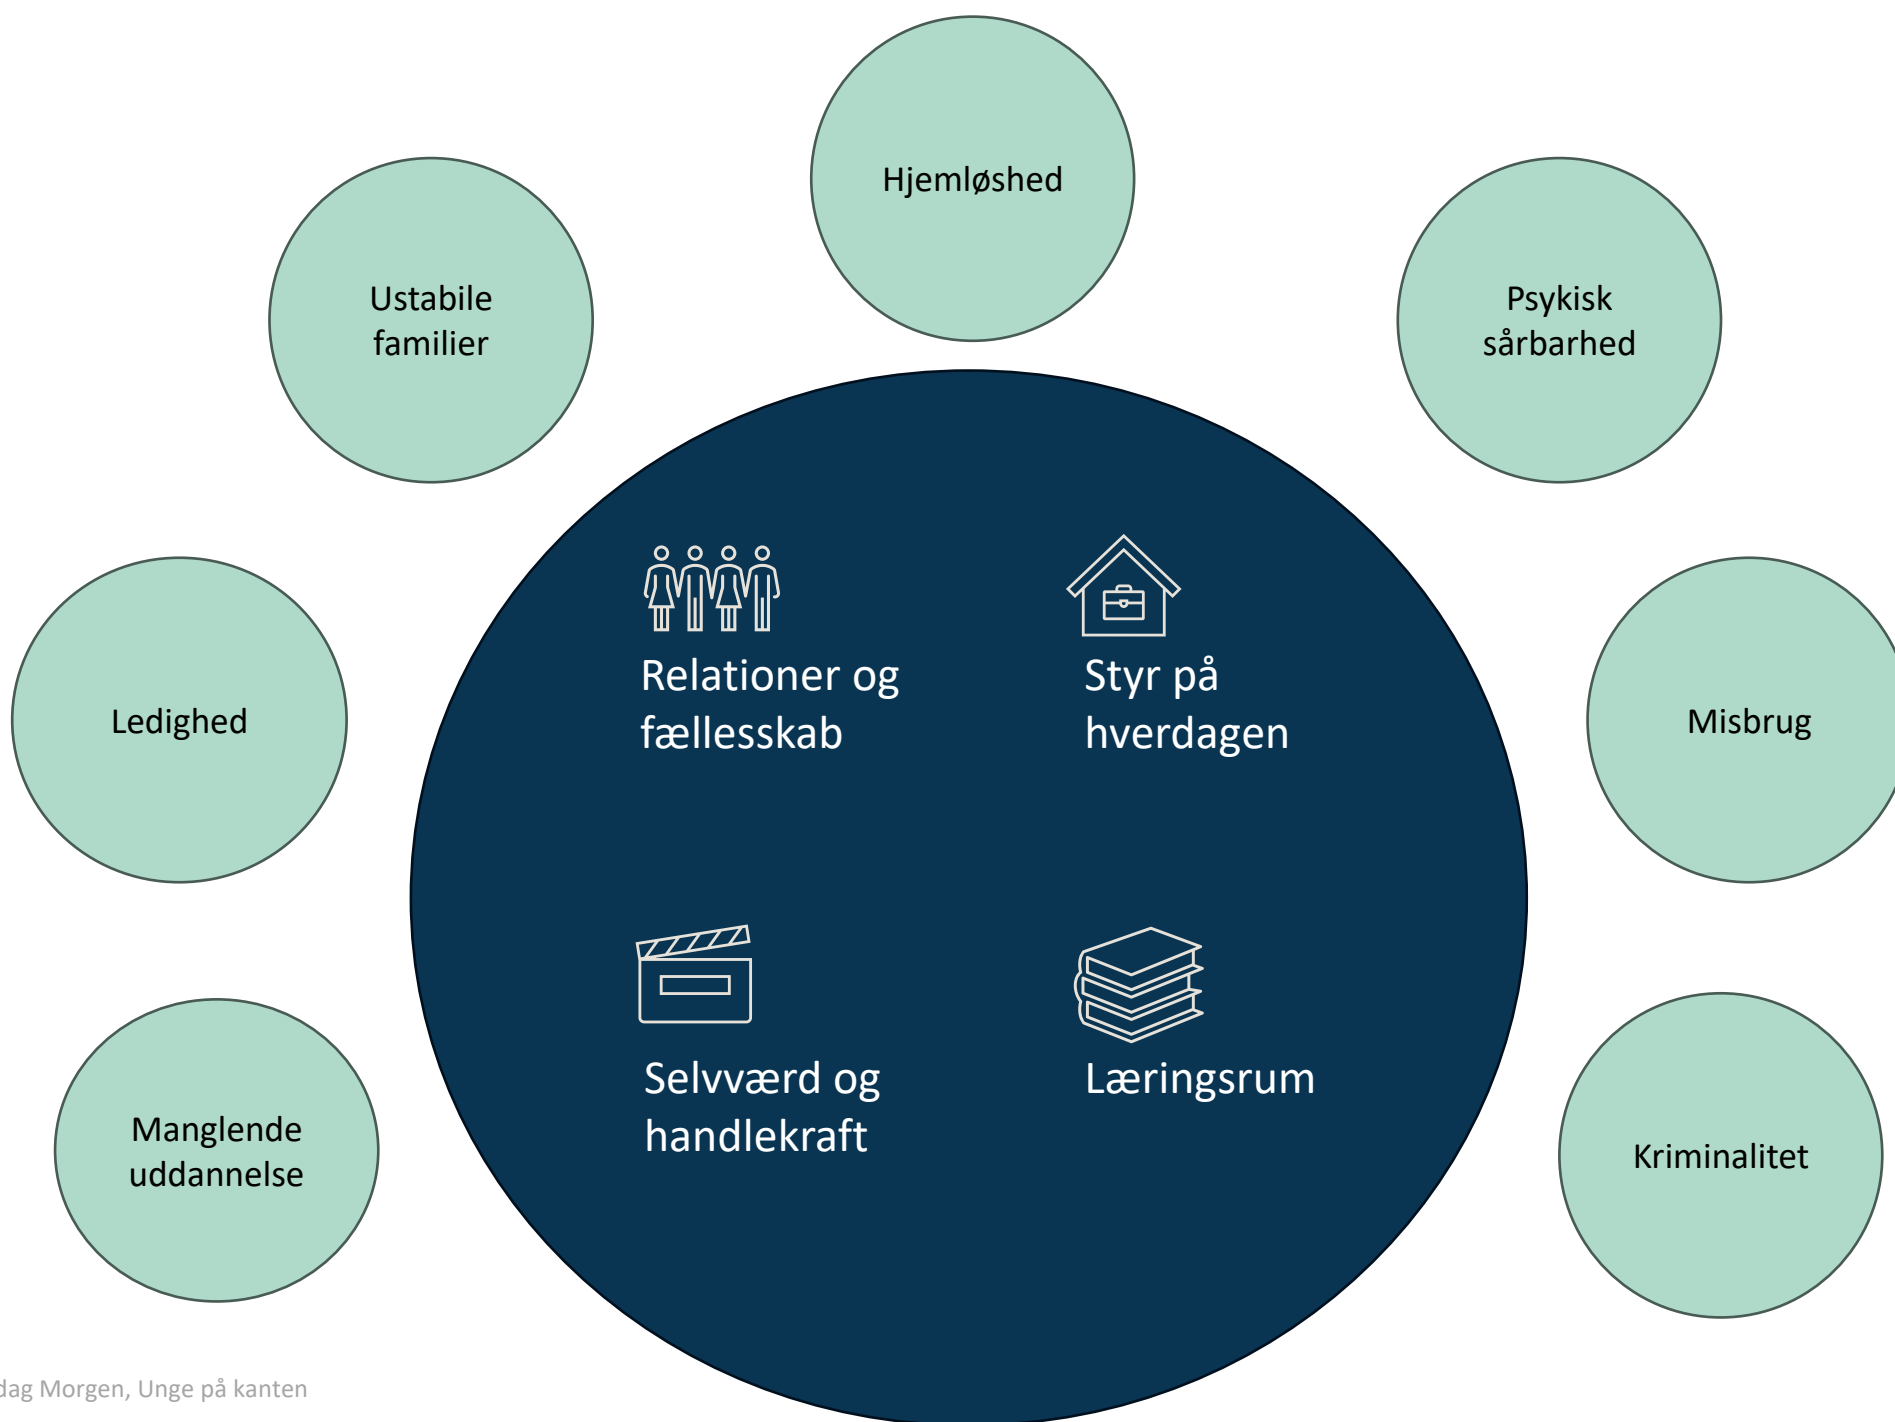 Hjemløshed
Ustabile
familier
Psykisk
sårbarhed
Relationer og
fællesskab
Styr på
hverdagen
Ledighed
Misbrug
Selvværd og
handlekraft
Læringsrum
Manglende
uddannelse
Kriminalitet
dag Morgen, Unge på kanten